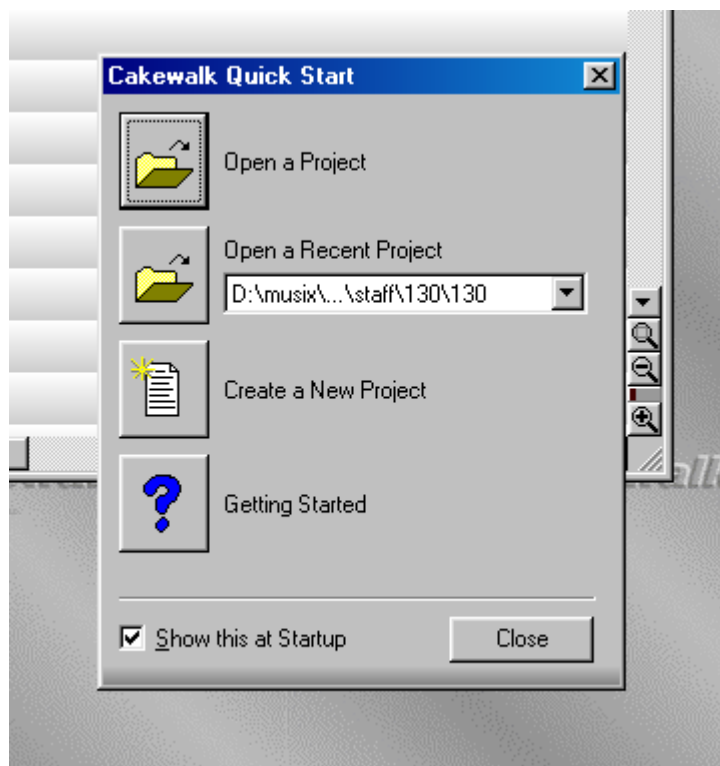 Cakewalk Quick Start
Open a Project
Open a Recent Project
D:\musix\...\staff\130\130
Create a New Project
Getting Started
Show this at Startup
Close